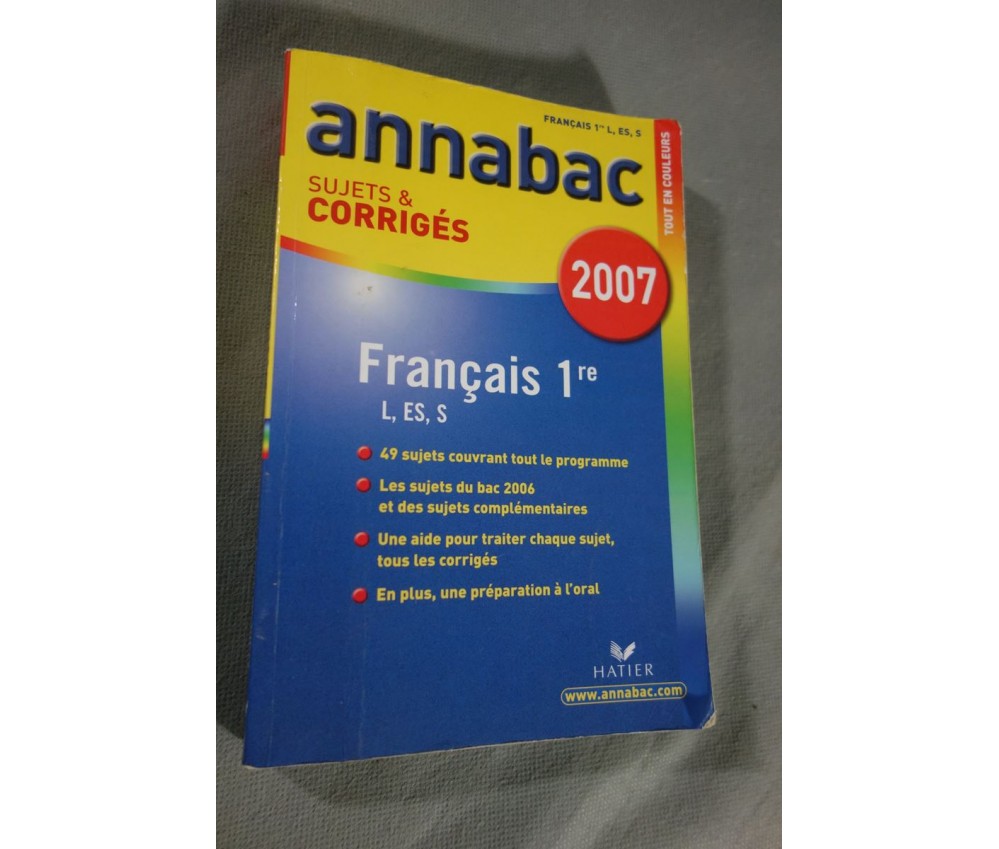 FRANÇAIS 1re L, ES, S
annabac
TOUT EN COULEURS
SUJETS &
CORRIGÉS
2007
Français 1re
L, ES, S
49 sujets couvrant tout le programme
Les sujets du bac 2006
et des sujets complémentaires
Une aide pour traiter chaque sujet,
tous les corrigés
En plus, une préparation à l'oral
HATIER
www.annabac.com